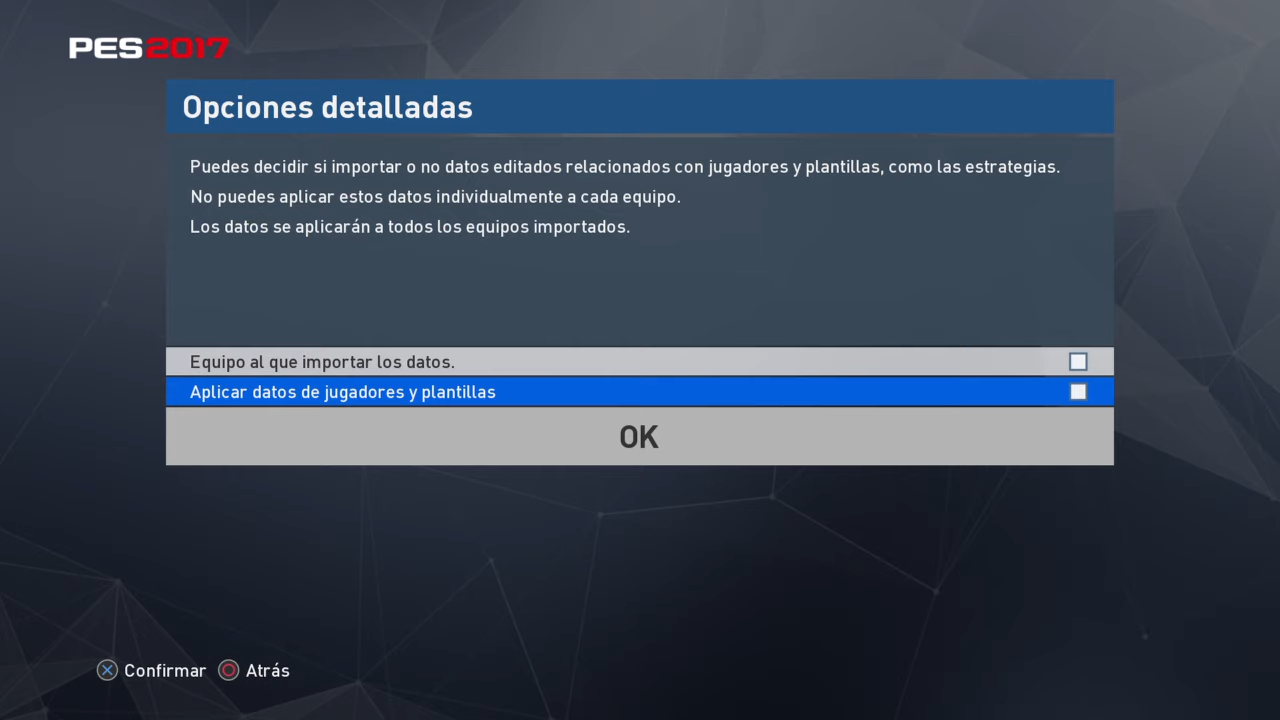 PES2017
Opciones detalladas
Puedes decidir si importar o no datos editados relacionados con jugadores y plantillas, como las estrategias.
No puedes aplicar estos datos individualmente a cada equipo.
Los datos se aplicarán a todos los equipos importados.
Equipo al que importar los datos.
Aplicar datos de jugadores y plantillas
OK
Confirmar Atrás